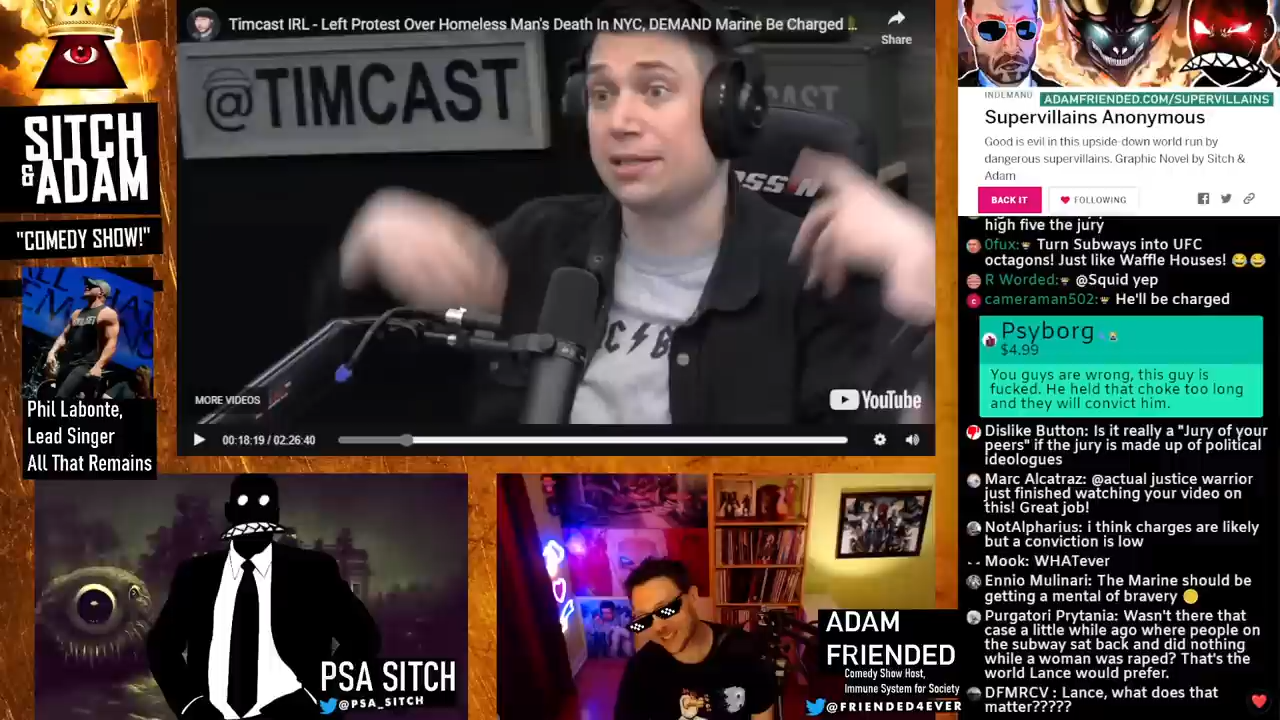 Timcast IRL - Left Protest Over Homeless Man's Death In NYC, DEMAND Marine Be Charged ...
Share
@TIMCAST
CAST
MORE VIDEOS
YouTube
00:18:19 / 02:26:40
SITCH
& ADAM
"COMEDY SHOW!"
Phil Labonte,
Lead Singer
All That Remains
PSA SITCH
@PSA_SITCH
ADAM
FRIENDED
Comedy Show Host,
Immune System for Society
@FRIENDED4EVER
INDEMAND
ADAMFRIENDED.COM/SUPERVILLAINS
Supervillains Anonymous
Good is evil in this upside-down world run by
dangerous supervillains. Graphic Novel by Sitch &
Adam
BACK IT
FOLLOWING
high five the jury
0fux: Turn Subways into UFC
octagons! Just like Waffle Houses! 😂😂
R Worded: @Squid yep
cameraman502: He'll be charged
Psyborg
$4.99
You guys are wrong, this guy is
fucked. He held that choke too long
and they will convict him.
Dislike Button: Is it really a "Jury of your
peers" if the jury is made up of political
ideologues
Marc Alcatraz: @actual justice warrior
just finished watching your video on
this! Great job!
NotAlpharius: i think charges are likely
but a conviction is low
Mook: WHATever
Ennio Mulinari: The Marine should be
getting a mental of bravery
Purgatori Prytania: Wasn't there that
case a little while ago where people on
the subway sat back and did nothing
while a woman was raped? That's the
world Lance would prefer.
DFMRCV : Lance, what does that
matter?????